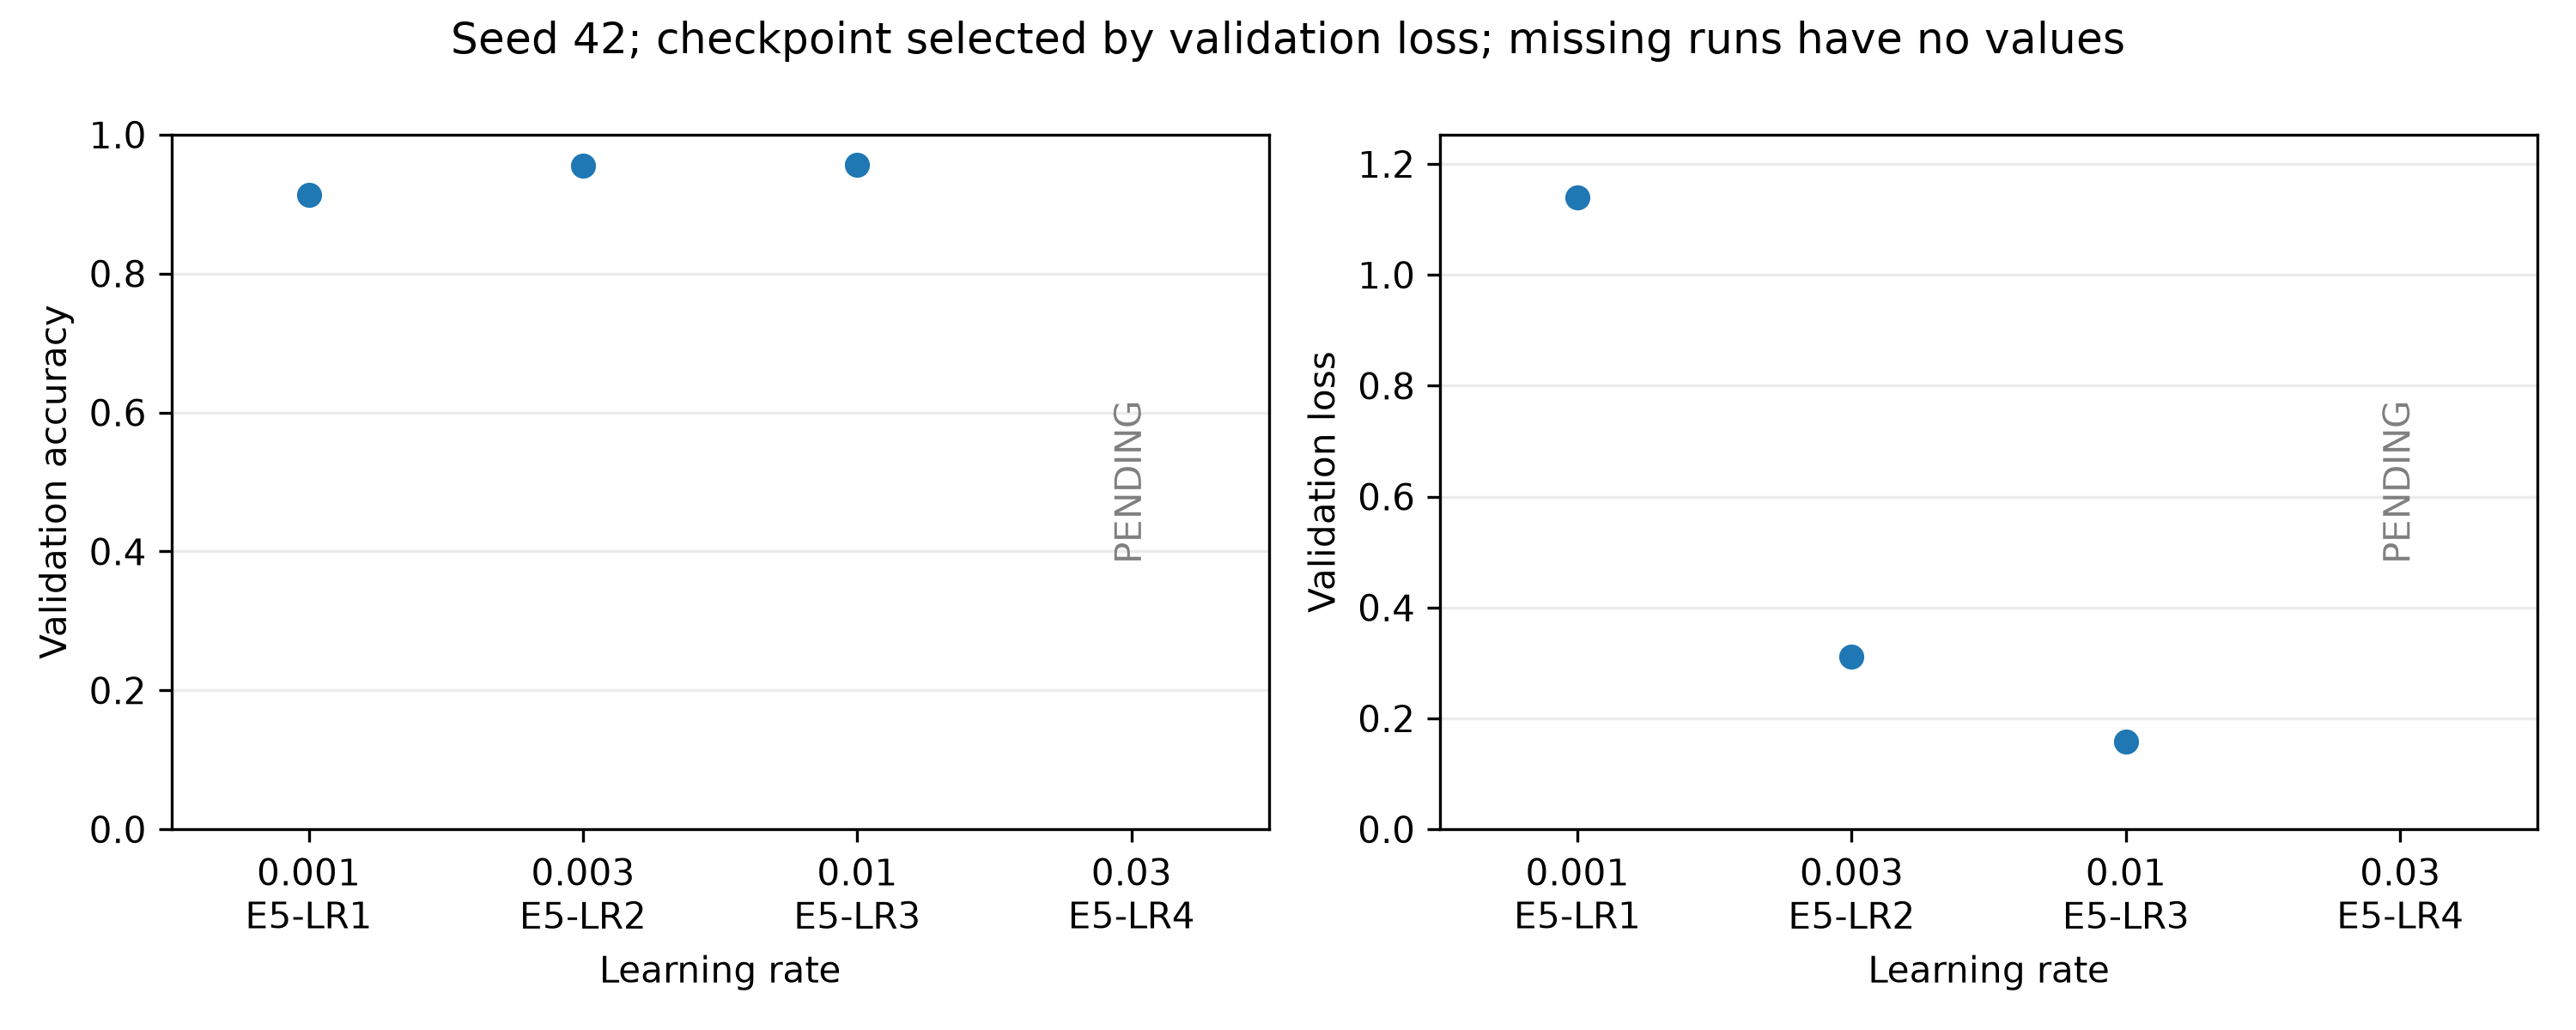 Seed 42; checkpoint selected by validation loss; missing runs have no values
Validation accuracy
1.0
0.8
0.6
0.4
0.2
0.0
PENDING
0.001
E5-LR1
0.003
E5-LR2
0.01
E5-LR3
0.03
E5-LR4
Learning rate
Validation loss
1.2
1.0
0.8
0.6
0.4
0.2
0.0
PENDING
0.001
E5-LR1
0.003
E5-LR2
0.01
E5-LR3
0.03
E5-LR4
Learning rate